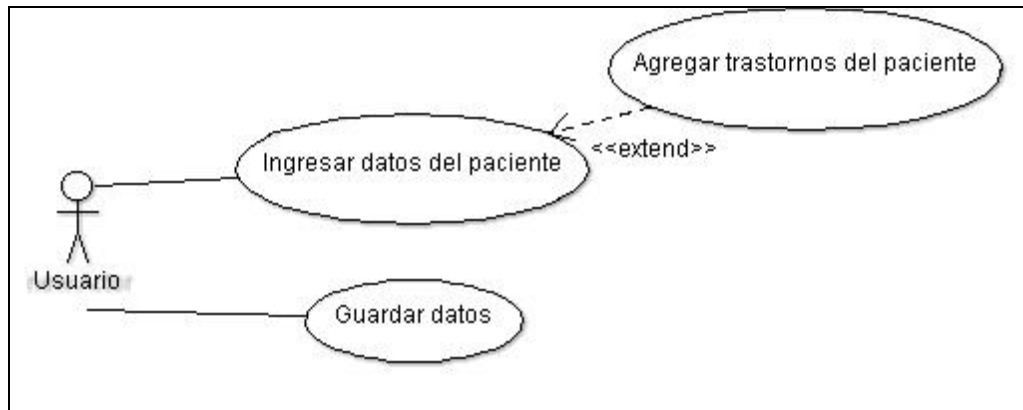 Agregar trastornos del paciente
<<extend>>
Ingresar datos del paciente
Usuario
Guardar datos